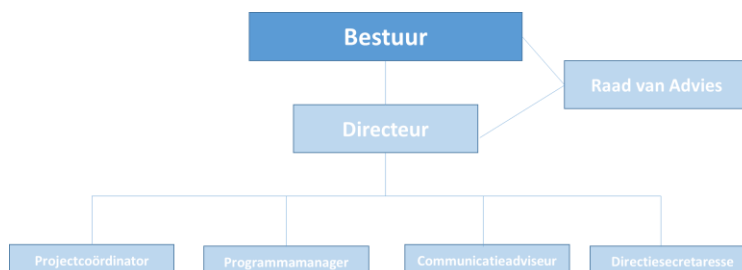 Bestuur
Raad van Advies
Directeur
Projectcoördinator
Programmamanager
Communicatieadviseur
Directiesecretaresse